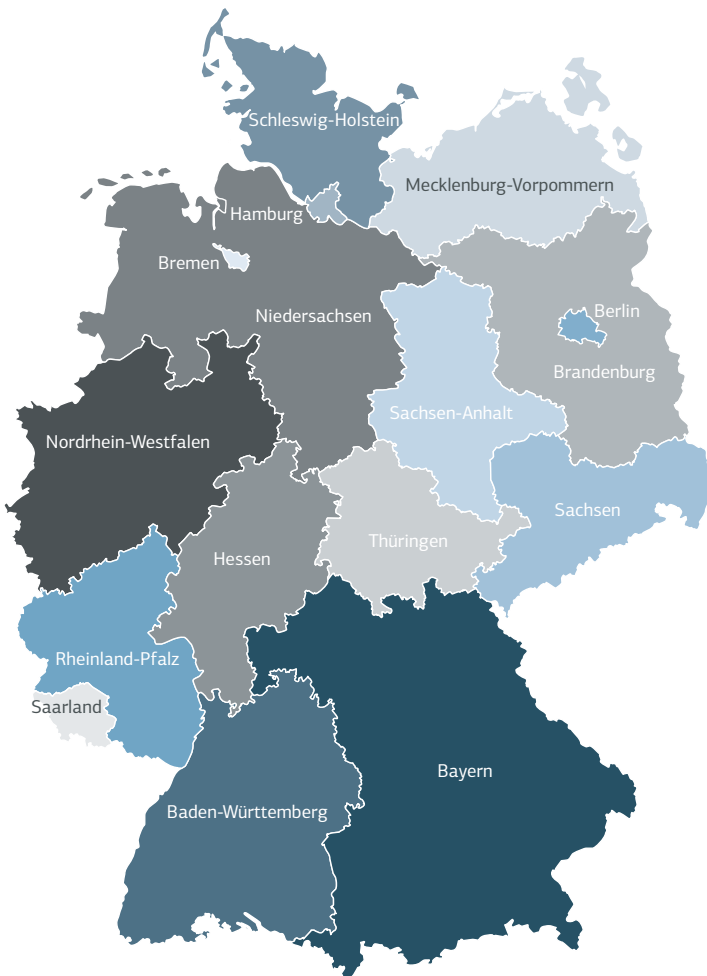 Schleswig-Holstein
Mecklenburg-Vorpommern
Hamburg
Bremen
Niedersachsen
Berlin
Brandenburg
Sachsen-Anhalt
Nordrhein-Westfalen
Sachsen
Thüringen
Hessen
Rheinland-Pfalz
Saarland
Bayern
Baden-Württemberg